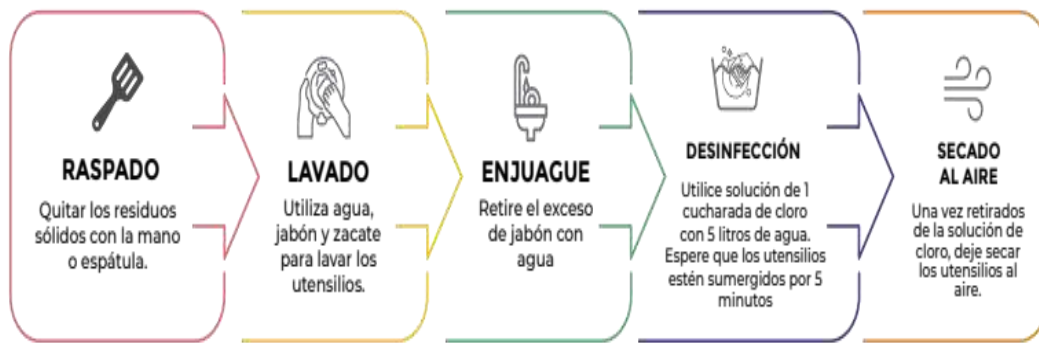 RASPADO
Quitar los residuos
sólidos con la mano
o espátula.
LAVADO
Utiliza agua,
jabón y zacate
para lavar los
utensilios.
ENJUAGUE
Retire el exceso
de jabón con
agua
DESINFECCIÓN
Utilice solución de 1
cucharada de cloro
con 5 litros de agua.
Espere que los utensilios
estén sumergidos por 5
minutos
SECADO
AL AIRE
Una vez retirados
de la solución de
cloro, deje secar
los utensilios al
aire.